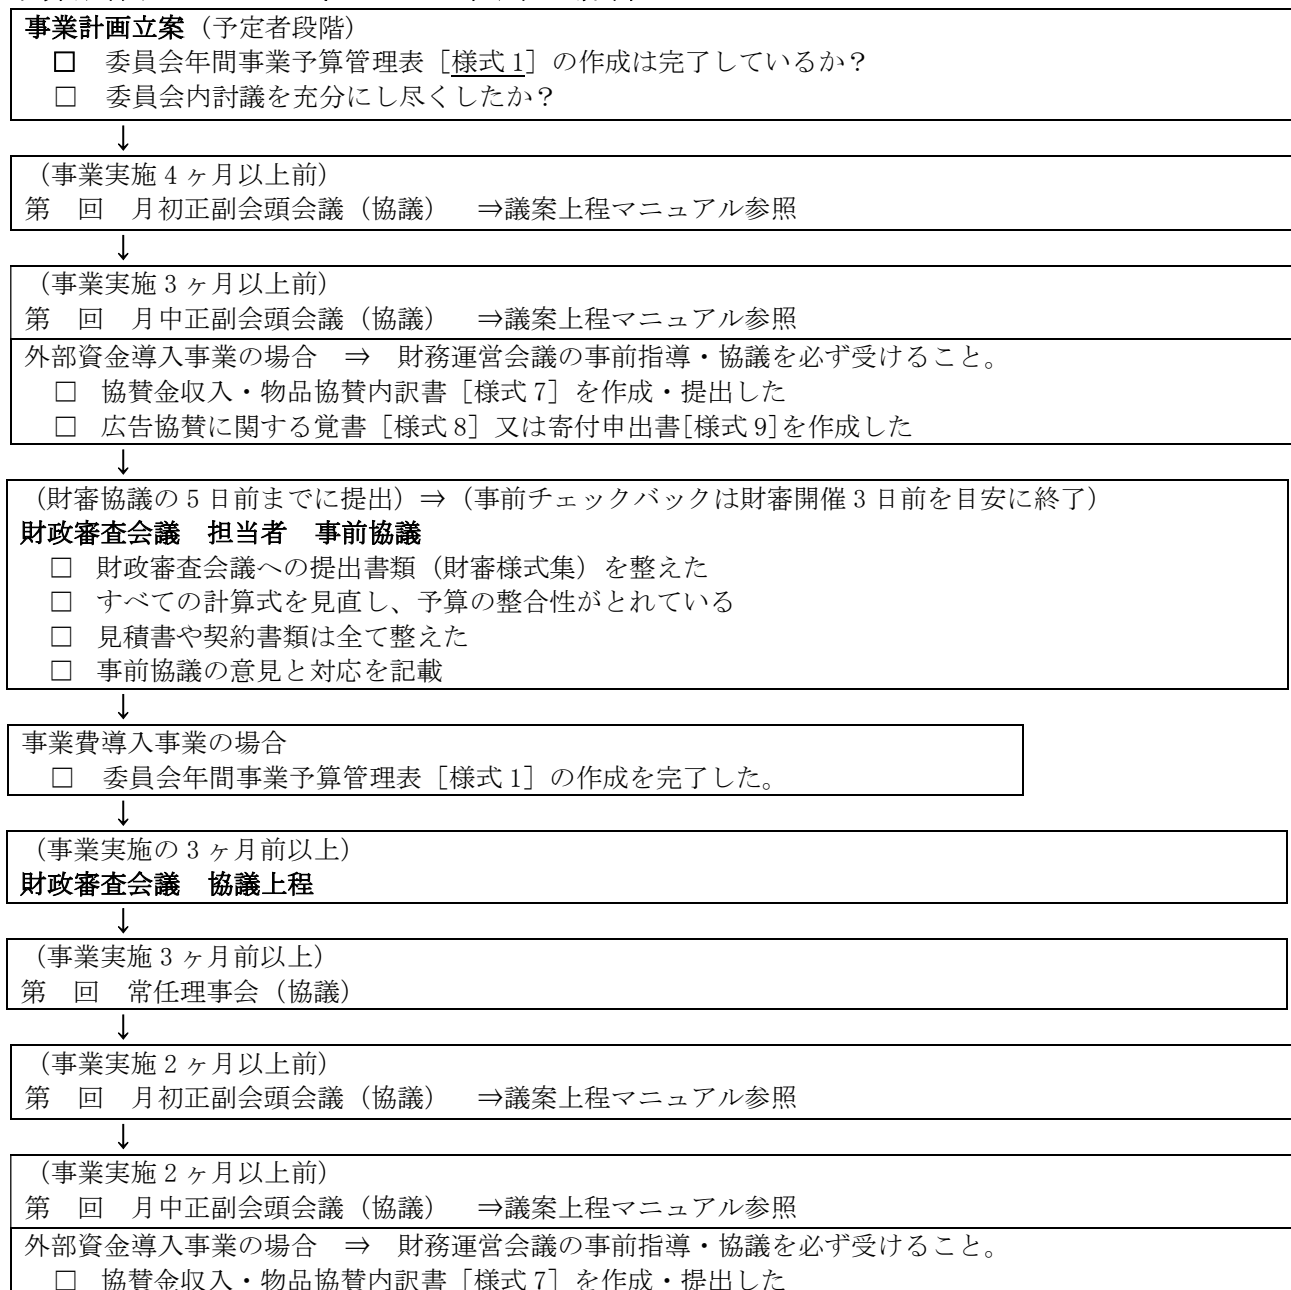 事業計画立案（予定者段階）
□ 委員会年間事業予算管理表［様式1］の作成は完了しているか？
□ 委員会内討議を充分にし尽くしたか？
↓
（事業実施4ヶ月以上前）
第　回　月初正副会頭会議（協議）　⇒議案上程マニュアル参照
↓
（事業実施3ヶ月以上前）
第　回　月中正副会頭会議（協議）　⇒議案上程マニュアル参照
外部資金導入事業の場合　⇒　財務運営会議の事前指導・協議を必ず受けること。
□ 協賛金収入・物品協賛内訳書［様式7］を作成・提出した
□ 広告協賛に関する覚書［様式8］又は寄付申出書[様式9]を作成した
↓
（財審協議の5日前までに提出）⇒（事前チェックバックは財審開催3日前を目安に終了）
財政審査会議　担当者　事前協議
□ 財政審査会議への提出書類（財審様式集）を整えた
□ すべての計算式を見直し、予算の整合性がとれている
□ 見積書や契約書類は全て整えた
□ 事前協議の意見と対応を記載
↓
事業費導入事業の場合
□ 委員会年間事業予算管理表［様式1］の作成を完了した。
↓
（事業実施の3ヶ月前以上）
財政審査会議　協議上程
↓
（事業実施3ヶ月前以上）
第　回　常任理事会（協議）
↓
（事業実施2ヶ月以上前）
第　回　月初正副会頭会議（協議）　⇒議案上程マニュアル参照
↓
（事業実施2ヶ月以上前）
第　回　月中正副会頭会議（協議）　⇒議案上程マニュアル参照
外部資金導入事業の場合　⇒　財務運営会議の事前指導・協議を必ず受けること。
□ 協賛金収入・物品協賛内訳書［様式7］を作成・提出した